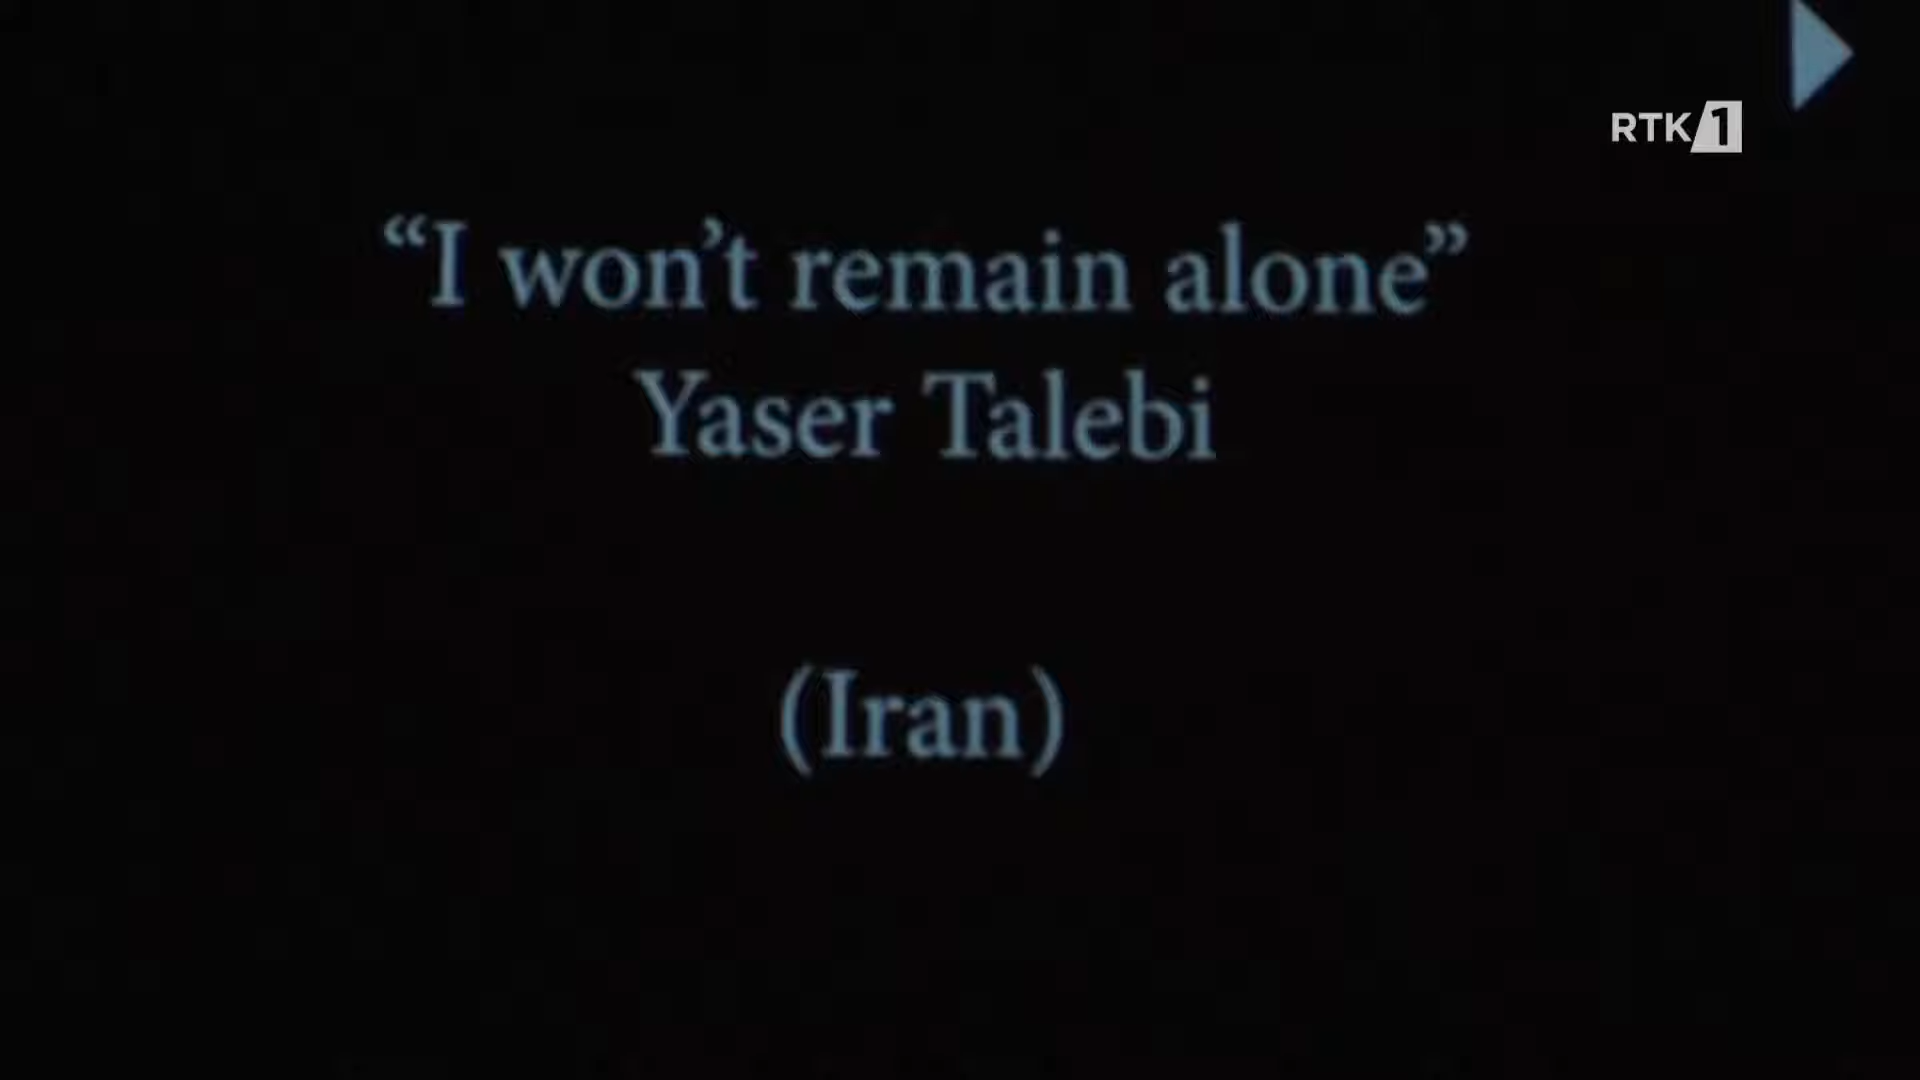 RTK 1
“I won’t remain alone”
Yaser Talebi
(Iran)